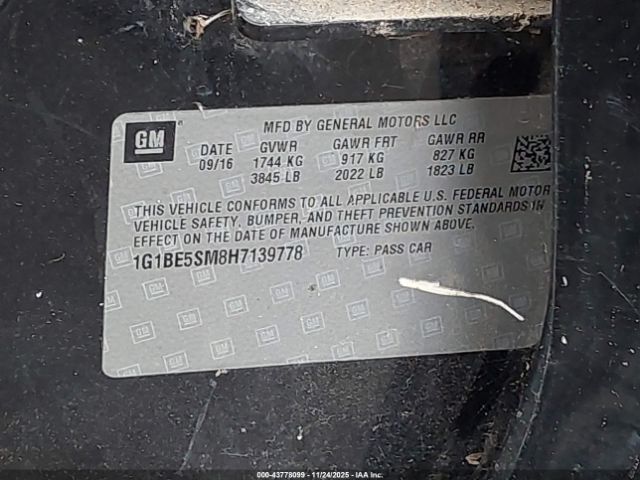 GM
MFD BY GENERAL MOTORS LLC
DATE GVWR GAWR FRT GAWR RR
09/16 1744 KG 917 KG 827 KG
3845 LB 2022 LB 1823 LB
THIS VEHICLE CONFORMS TO ALL APPLICABLE U.S. FEDERAL MOTOR
VEHICLE SAFETY, BUMPER, AND THEFT PREVENTION STANDARDS IN
EFFECT ON THE DATE OF MANUFACTURE SHOWN ABOVE.
1G1BE5SM8H7139778 TYPE: PASS CAR
000-43778099 - 11/24/2025 - IAA Inc.